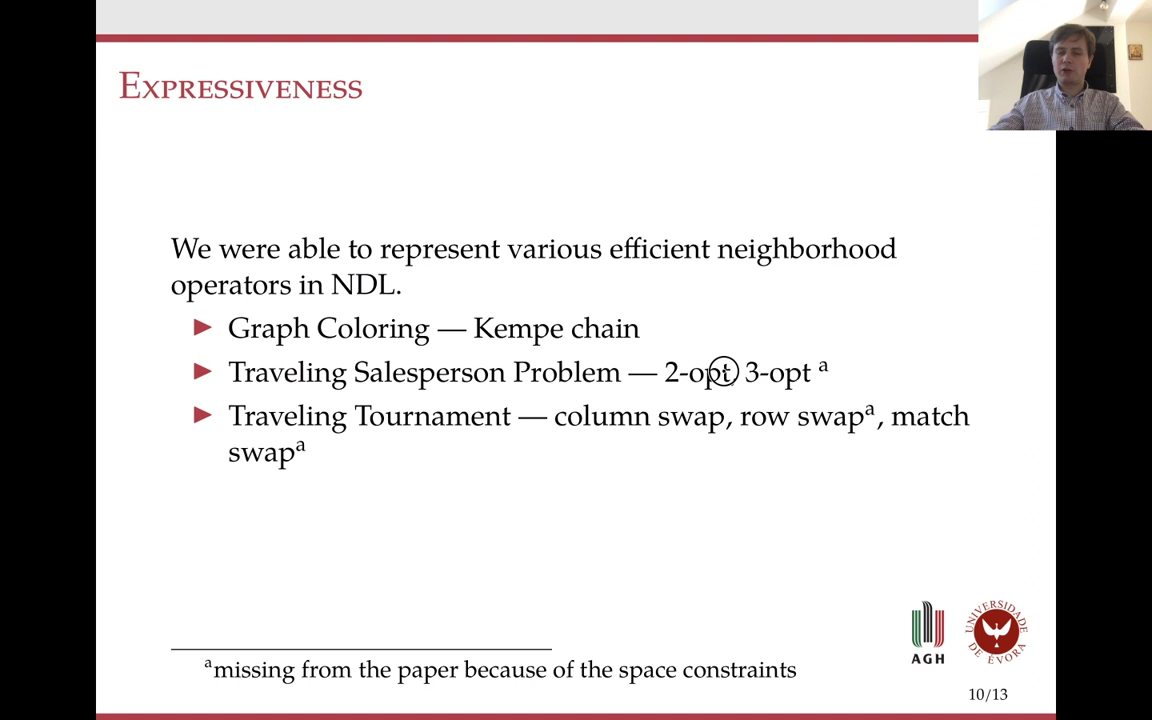 EXPRESSIVENESS
We were able to represent various efficient neighborhood
operators in NDL.
▶ Graph Coloring — Kempe chain
▶ Traveling Salesperson Problem — 2-opt, 3-opt a
▶ Traveling Tournament — column swap, row swapa, match
swapa
AGH
UNIVERSIDADE DE ÉVORA
amissing from the paper because of the space constraints
10/13